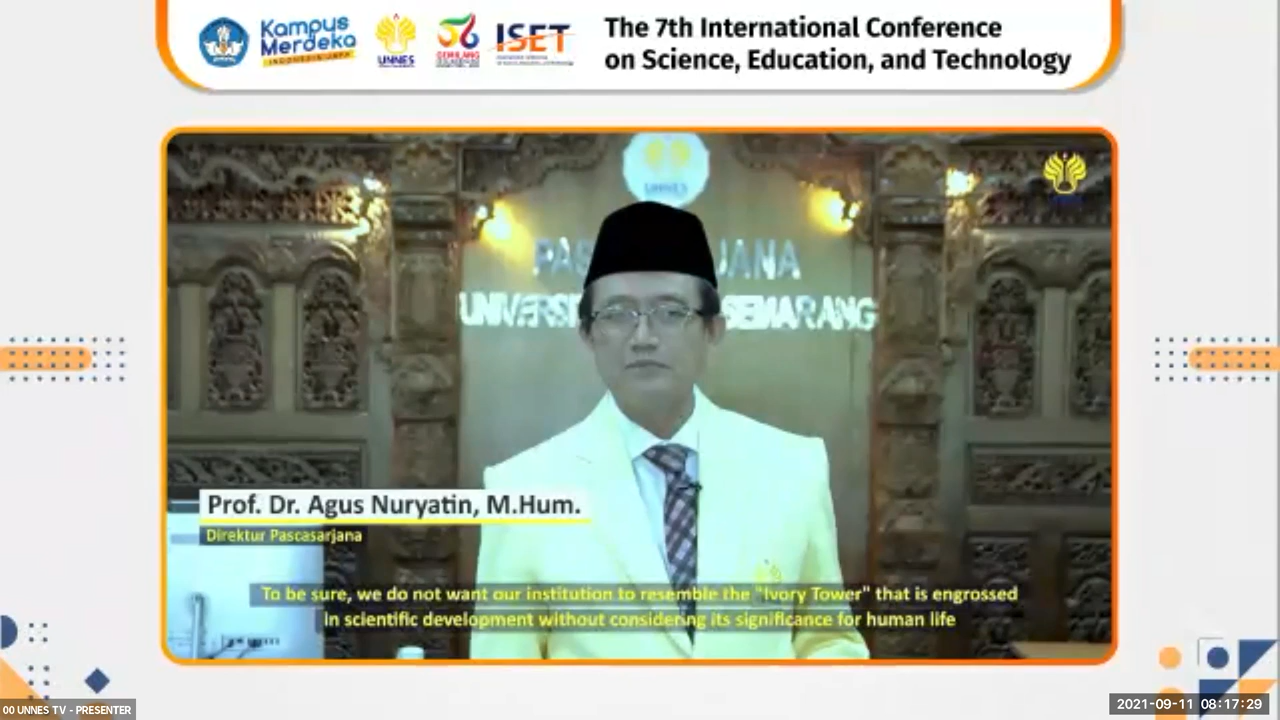 Kampus
Merdeka
INDONESIA JAYA
UNNES
ISET
The 7th International Conference
on Science, Education, and Technology
UNNES
UNIVERSI SEMARANG
Prof. Dr. Agus Nuryatin, M.Hum.
Direktur Pascasarjana
To be sure, we do not want our institution to resemble the "Ivory Tower" that is engrossed
in scientific development without considering its significance for human life
00 UNNES TV - PRESENTER
2021-09-11 08:17:29